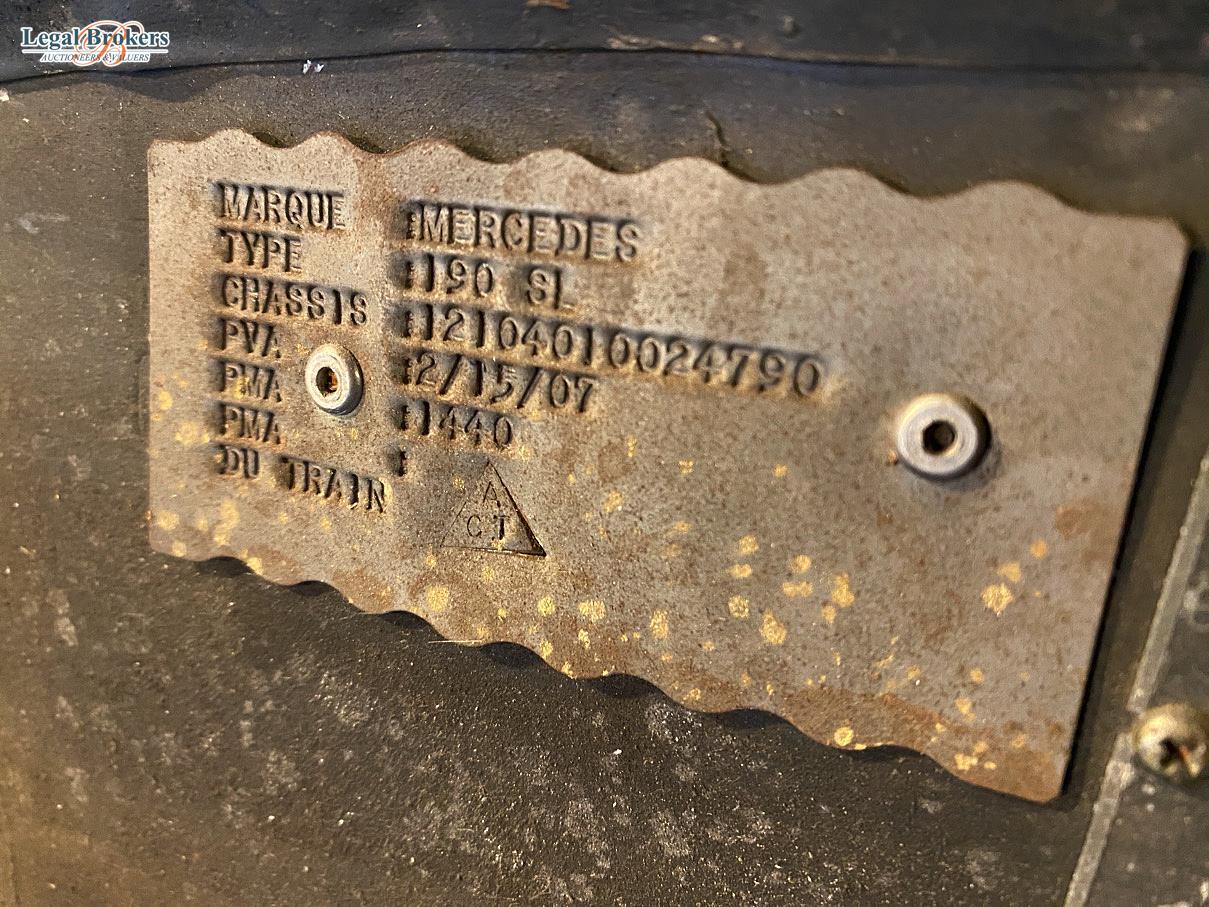 Legal Brokers
AUCTIONEERS & VALUERS
MARQUE :MERCEDES
TYPE :190 SL
CHASSIS :12104010024790
PVA :2/15/07
PMA :1440
PMA :
DU TRAIN
A
CT